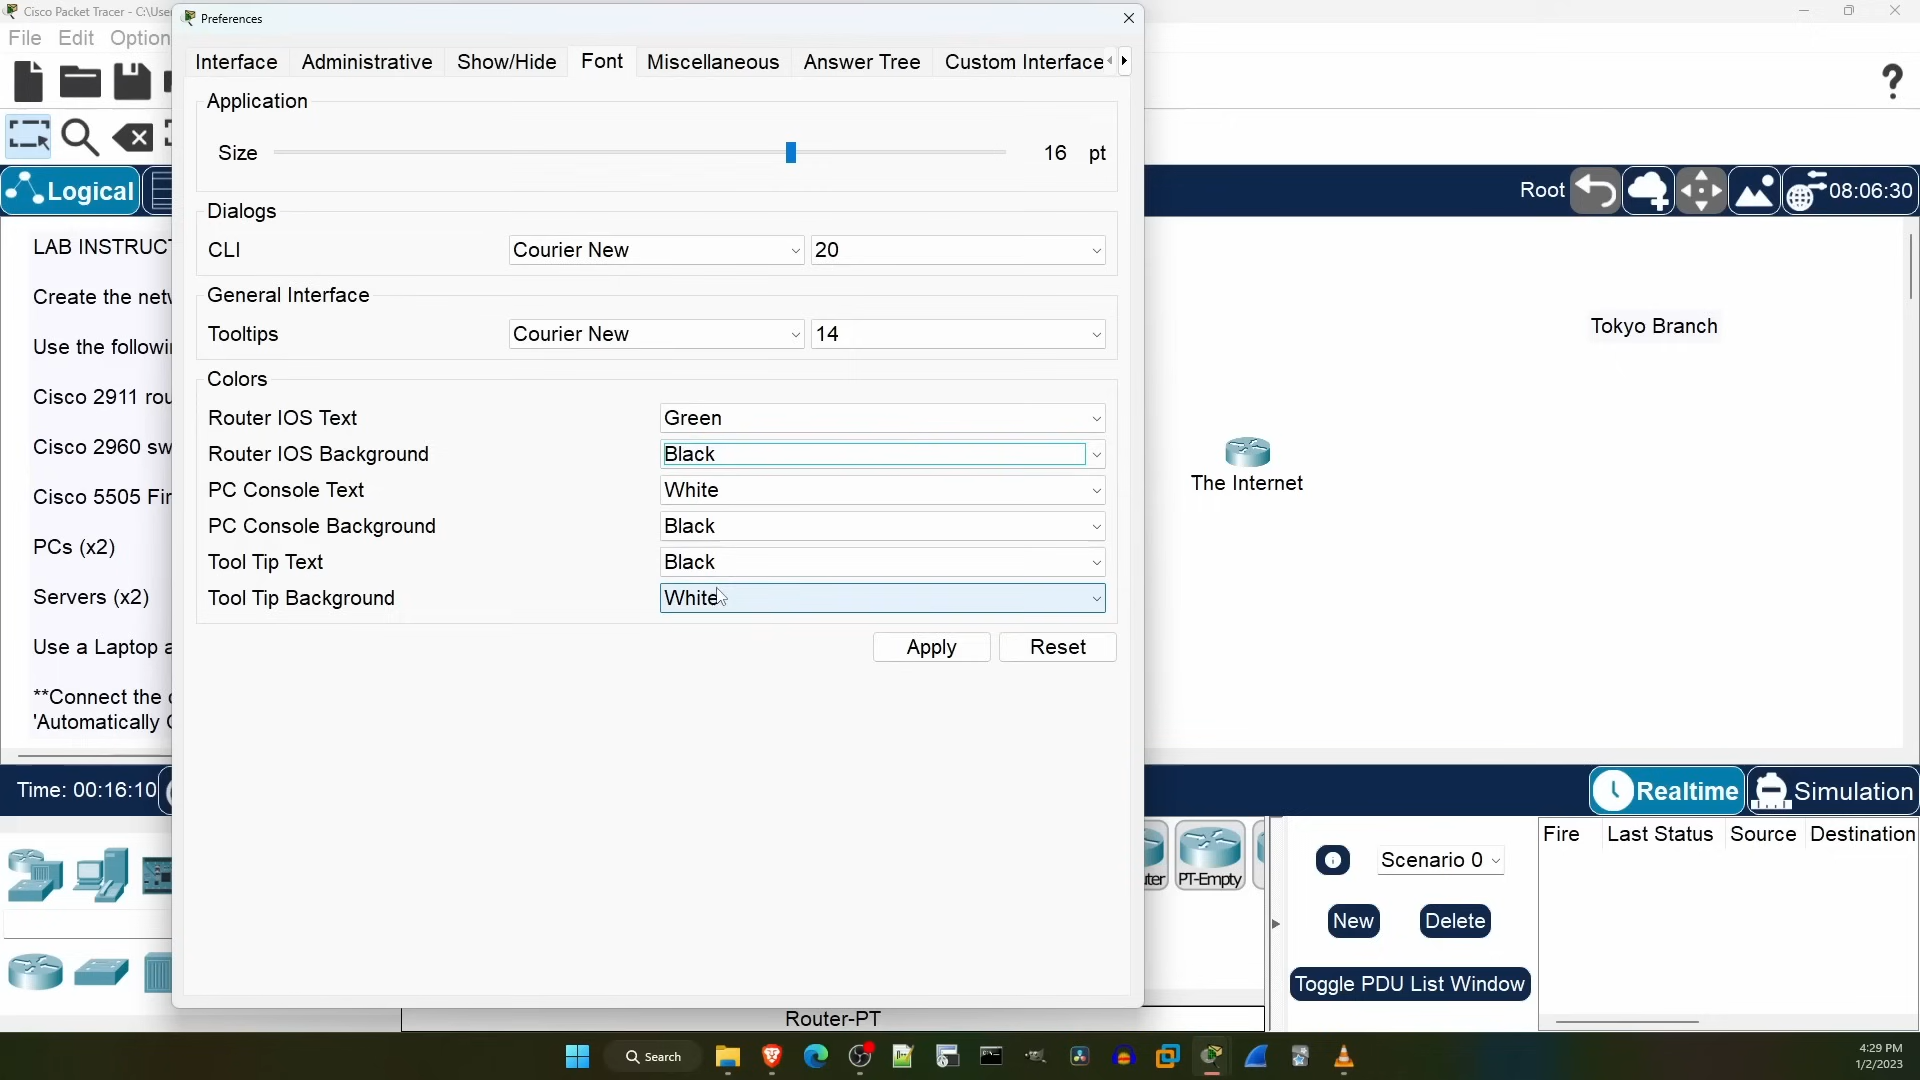 Cisco Packet Tracer - C:\User
Preferences
File Edit Option
Interface Administrative Show/Hide Font Miscellaneous Answer Tree Custom Interface
Application
Size 16 pt
Logical
Root
08:06:30
Dialogs
CLI Courier New 20
General Interface
Tooltips Courier New 14
Colors
Router IOS Text Green
Router IOS Background Black
PC Console Text White
PC Console Background Black
Tool Tip Text Black
Tool Tip Background White
Apply Reset
LAB INSTRUCT
Create the net
Use the followi
Cisco 2911 rou
Cisco 2960 sw
Cisco 5505 Fir
PCs (x2)
Servers (x2)
Use a Laptop a
**Connect the
'Automatically
Tokyo Branch
The Internet
Time: 00:16:10
Realtime
Simulation
ter
PT-Empty
Scenario 0
New
Delete
Toggle PDU List Window
Fire Last Status Source Destination
Router-PT
Search
4:29 PM
1/2/2023